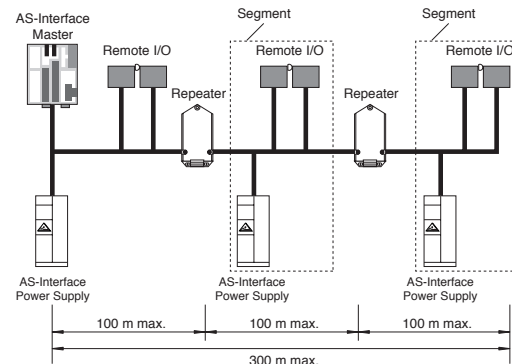 AS-Interface
Master
Segment
Segment
Remote I/O
Remote I/O
Remote I/O
Repeater
Repeater
AS-Interface
Power Supply
AS-Interface
Power Supply
AS-Interface
Power Supply
100 m max.
100 m max.
100 m max.
300 m max.